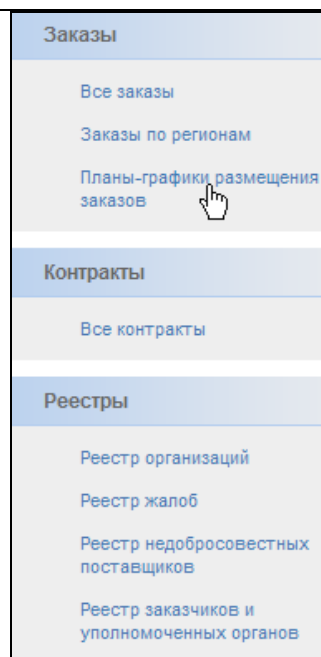 Заказы
Все заказы
Заказы по регионам
Планы-графики размещения
заказов
Контракты
Все контракты
Реестры
Реестр организаций
Реестр жалоб
Реестр недобросовестных
поставщиков
Реестр заказчиков и
уполномоченных органов